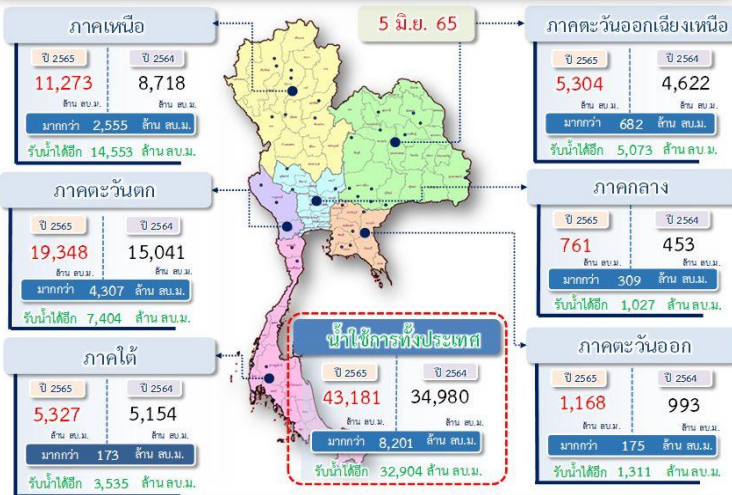 5 มิ.ย. 65
ภาคเหนือ
ปี 2565 ปี 2564
11,273 8,718
ล้าน ลบ.ม. ล้าน ลบ.ม.
มากกว่า 2,555 ล้าน ลบ.ม.
รับน้ำได้อีก 14,553 ล้าน ลบ.ม.
ภาคตะวันออกเฉียงเหนือ
ปี 2565 ปี 2564
5,304 4,622
ล้าน ลบ.ม. ล้าน ลบ.ม.
มากกว่า 682 ล้าน ลบ.ม.
รับน้ำได้อีก 5,073 ล้าน ลบ.ม.
ภาคตะวันตก
ปี 2565 ปี 2564
19,348 15,041
ล้าน ลบ.ม. ล้าน ลบ.ม.
มากกว่า 4,307 ล้าน ลบ.ม.
รับน้ำได้อีก 7,404 ล้าน ลบ.ม.
ภาคกลาง
ปี 2565 ปี 2564
761 453
ล้าน ลบ.ม. ล้าน ลบ.ม.
มากกว่า 309 ล้าน ลบ.ม.
รับน้ำได้อีก 1,027 ล้าน ลบ.ม.
ภาคใต้
ปี 2565 ปี 2564
5,327 5,154
ล้าน ลบ.ม. ล้าน ลบ.ม.
มากกว่า 173 ล้าน ลบ.ม.
รับน้ำได้อีก 3,535 ล้าน ลบ.ม.
น้ำใช้การทั้งประเทศ
ปี 2565 ปี 2564
43,181 34,980
ล้าน ลบ.ม. ล้าน ลบ.ม.
มากกว่า 8,201 ล้าน ลบ.ม.
รับน้ำได้อีก 32,904 ล้าน ลบ.ม.
ภาคตะวันออก
ปี 2565 ปี 2564
1,168 993
ล้าน ลบ.ม. ล้าน ลบ.ม.
มากกว่า 175 ล้าน ลบ.ม.
รับน้ำได้อีก 1,311 ล้าน ลบ.ม.